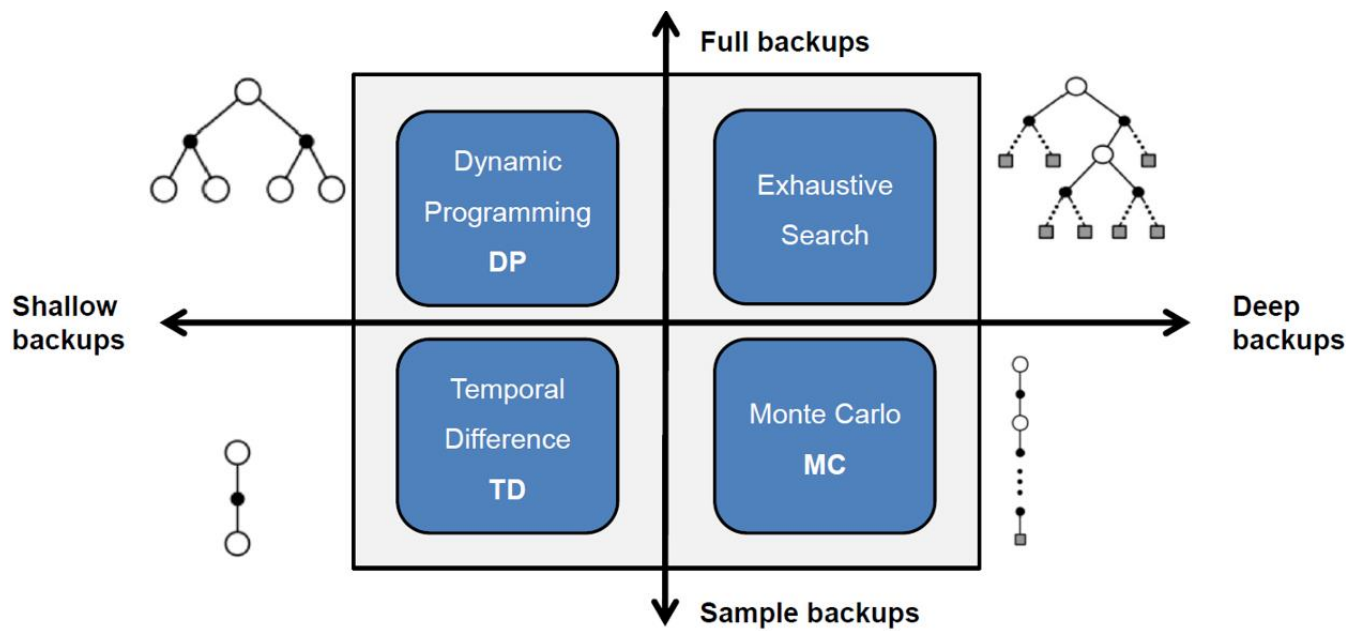 Full backups
Dynamic
Programming
DP
Exhaustive
Search
Shallow
backups
Deep
backups
Temporal
Difference
TD
Monte Carlo
MC
Sample backups